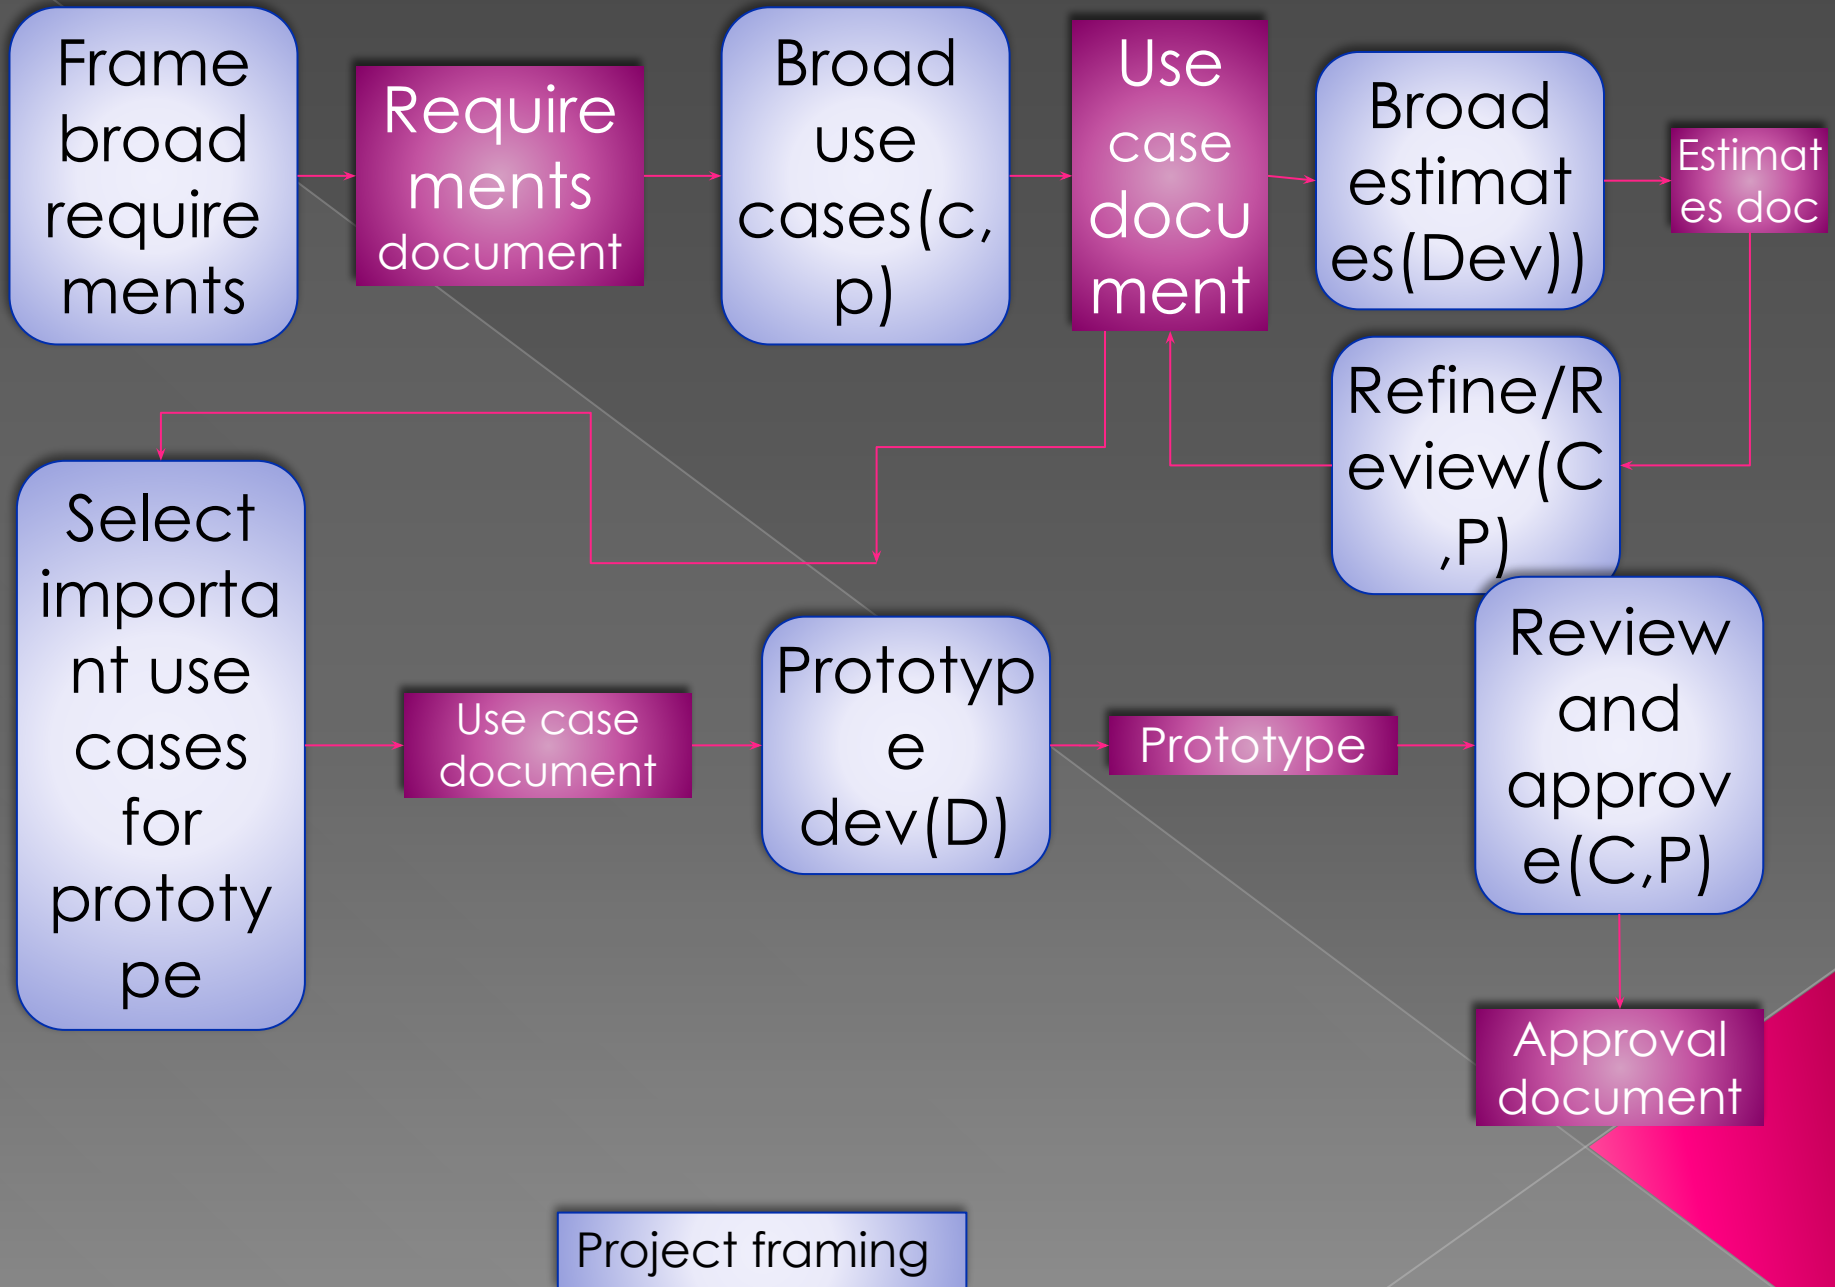 Frame
broad
require
ments
Require
ments
document
Broad
use
cases(c,
p)
Use
case
docu
ment
Broad
estimat
es(Dev))
Estimat
es doc
Refine/R
eview(C
,P)
Select
importa
nt use
cases
for
prototy
pe
Use case
document
Prototyp
e
dev(D)
Prototype
Review
and
approv
e(C,P)
Approval
document
Project framing